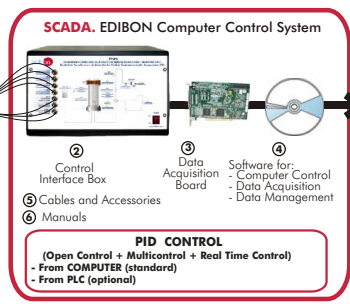 SCADA. EDIBON Computer Control System
② Control Interface Box
③ Data Acquisition Board
④ Software for:
- Computer Control
- Data Acquisition
- Data Management
⑤ Cables and Accessories
⑥ Manuals
PID CONTROL
(Open Control + Multicontrol + Real Time Control)
- From COMPUTER (standard)
- From PLC (optional)